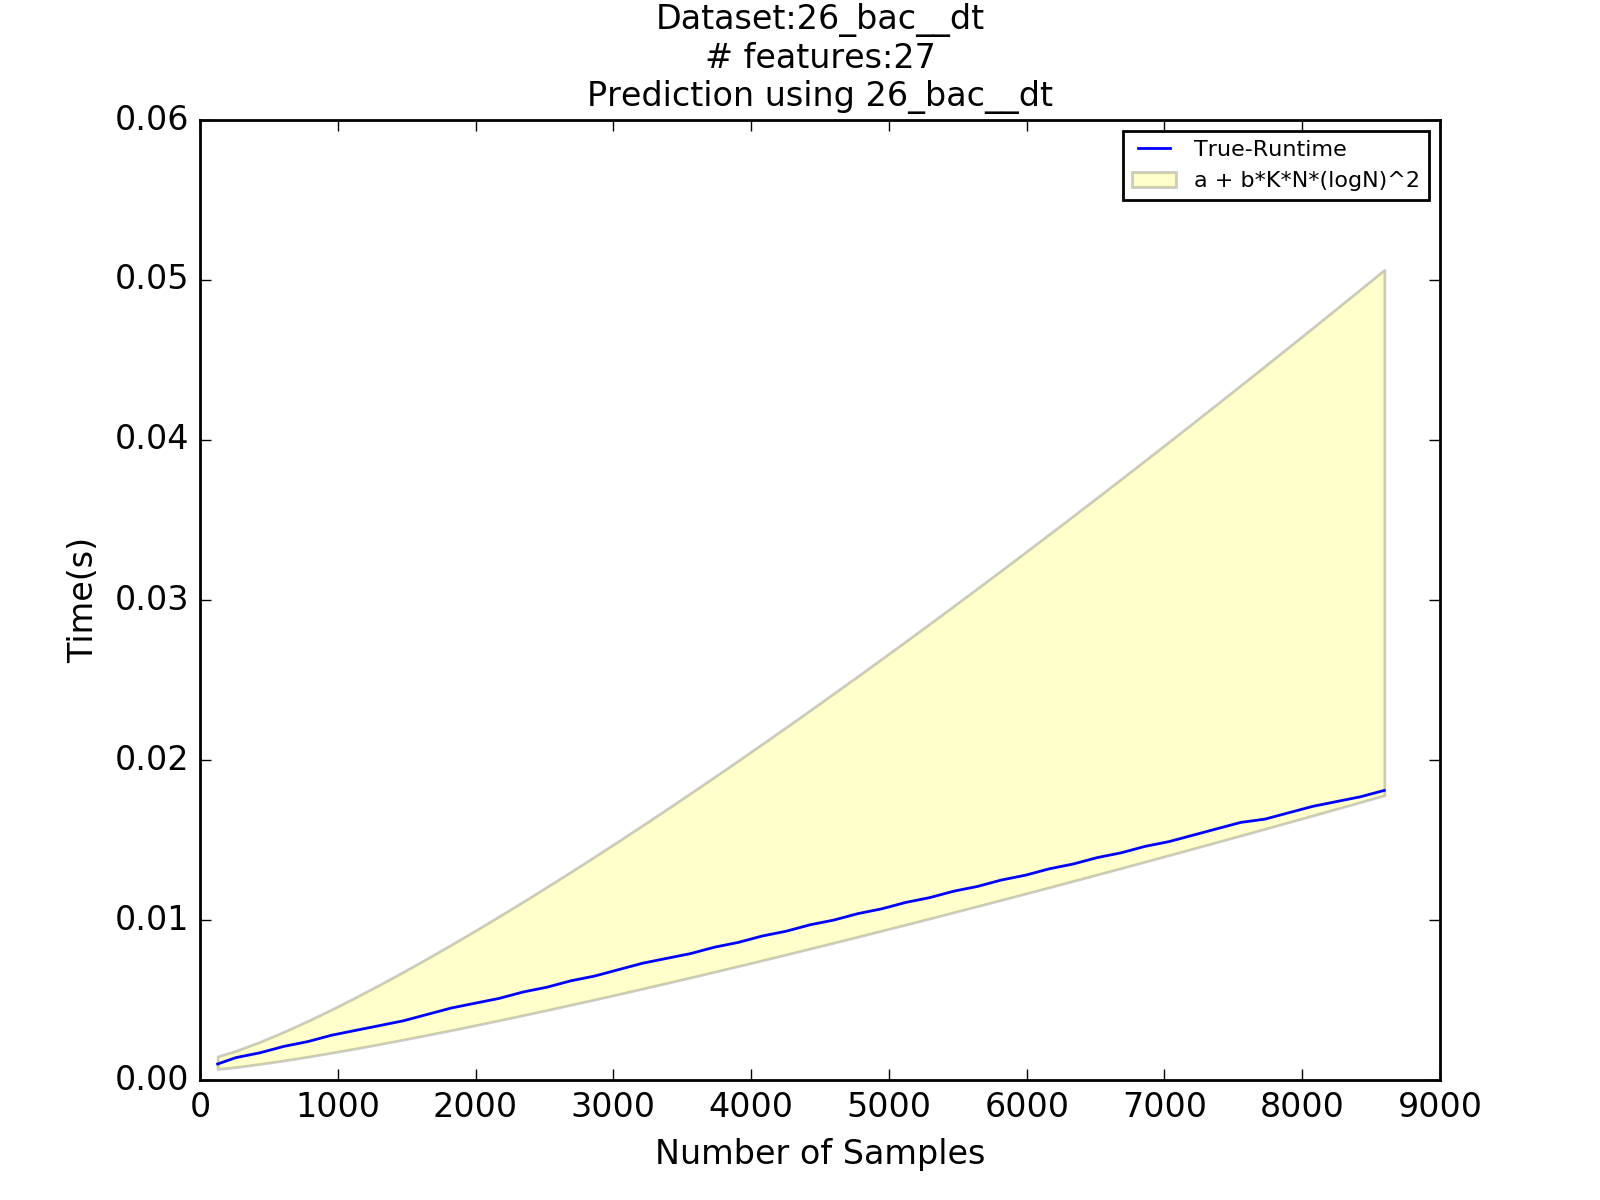 Dataset:26_bac__dt
# features:27
Prediction using 26_bac__dt
True-Runtime
a + b*K*N*(logN)^2
0.06
0.05
0.04
0.03
0.02
0.01
0.00
Time(s)
0 1000 2000 3000 4000 5000 6000 7000 8000 9000
Number of Samples